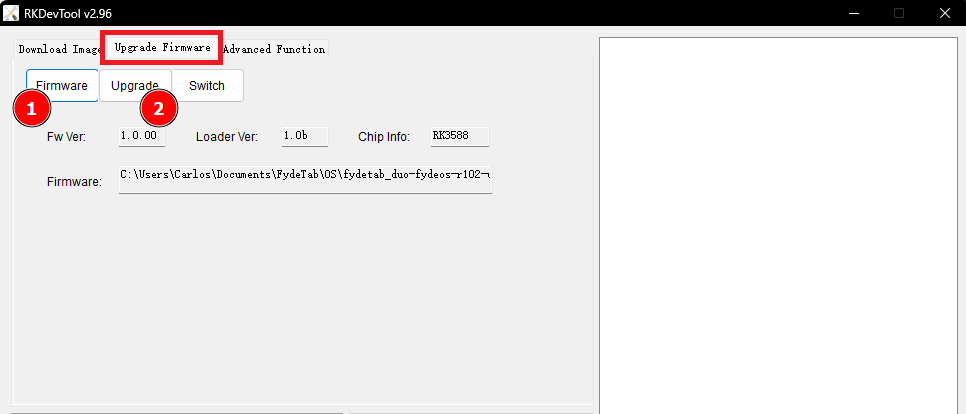 RKDevTool v2.96
Download Image Upgrade Firmware Advanced Function
Firmware Upgrade Switch
1 2
Fw Ver: 1.0.00 Loader Ver: 1.0b Chip Info: RK3588
Firmware: C:\Users\Carlos\Documents\FydeTab\OS\fydetab_duo-fydeos-r102-